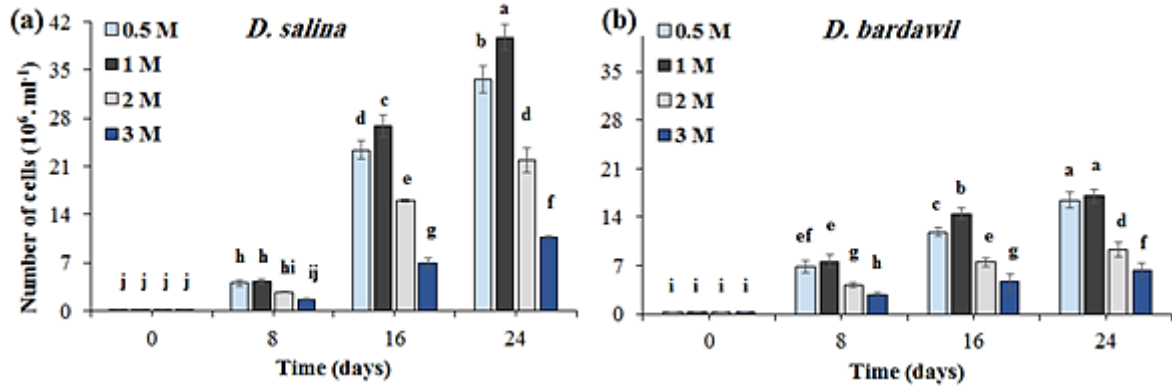 (a)
D. salina
0.5 M
1 M
2 M
3 M
Number of cells (10⁶. ml⁻¹)
42
35
28
21
14
7
0
j j j j
h h hi ij
d c e g
b a d f
0 8 16 24
Time (days)
(b)
D. bardawil
0.5 M
1 M
2 M
3 M
35
28
21
14
7
0
i i i i
ef e g h
c b e g
a a d f
0 8 16 24
Time (days)